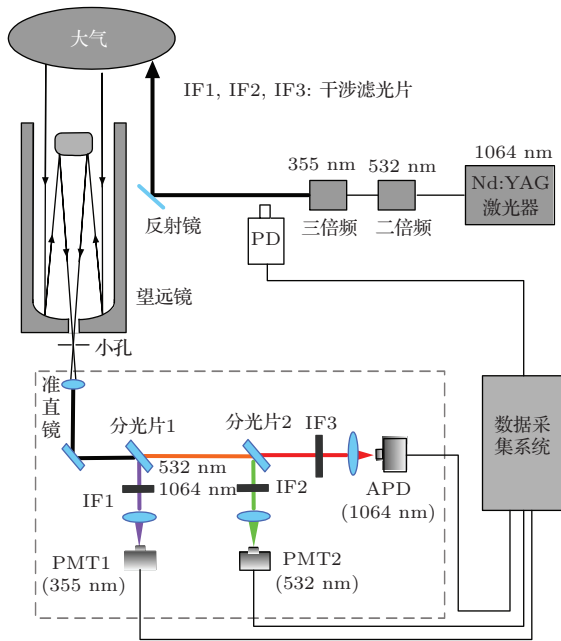 大气
IF1, IF2, IF3: 干涉滤光片
355 nm
532 nm
1064 nm
Nd:YAG
激光器
三倍频
二倍频
反射镜
PD
望远镜
小孔
准
直
镜
分光片1
分光片2
IF3
532 nm
1064 nm
IF1
IF2
APD
(1064 nm)
PMT1
(355 nm)
PMT2
(532 nm)
数据采
集系统